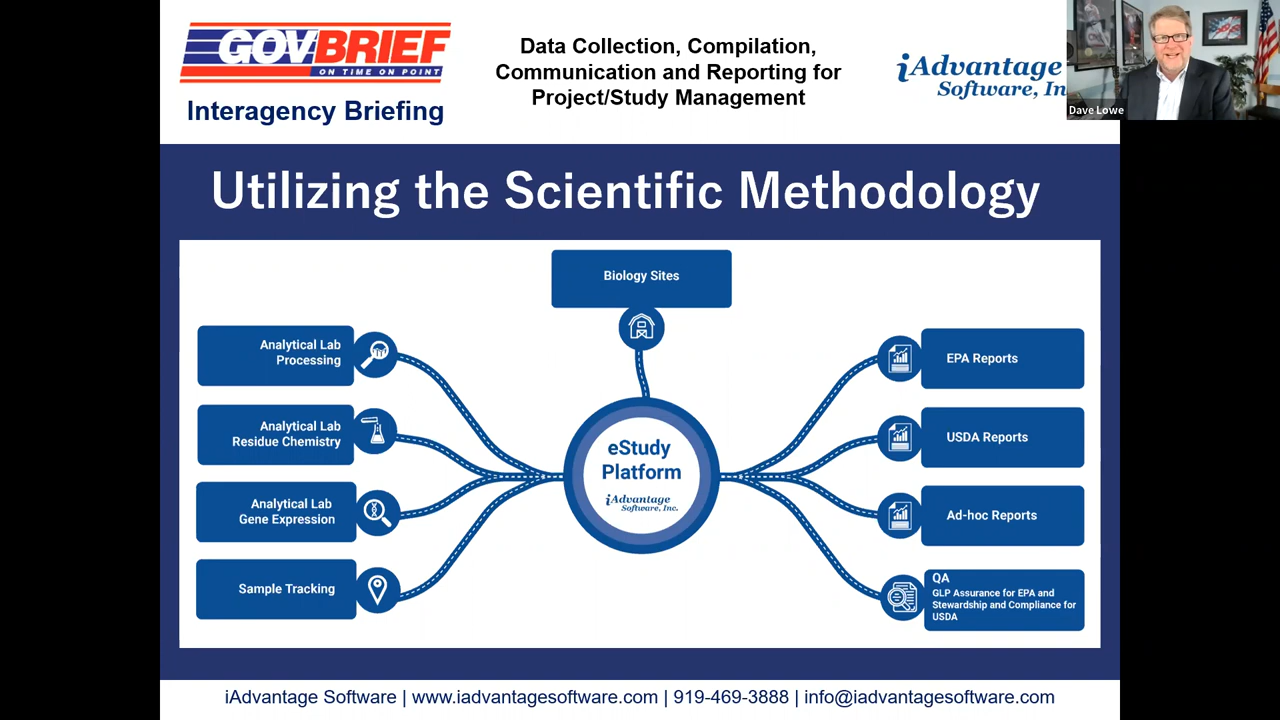 GOVBRIEF
ON TIME ON POINT
Interagency Briefing
Data Collection, Compilation,
Communication and Reporting for
Project/Study Management
iAdvantage
Software, In
Dave Lowe
Utilizing the Scientific Methodology
Biology Sites
Analytical Lab
Processing
Analytical Lab
Residue Chemistry
Analytical Lab
Gene Expression
Sample Tracking
eStudy
Platform
iAdvantage
Software, Inc.
EPA Reports
USDA Reports
Ad-hoc Reports
QA
GLP Assurance for EPA and
Stewardship and Compliance for
USDA
iAdvantage Software | www.iadvantagesoftware.com | 919-469-3888 | info@iadvantagesoftware.com